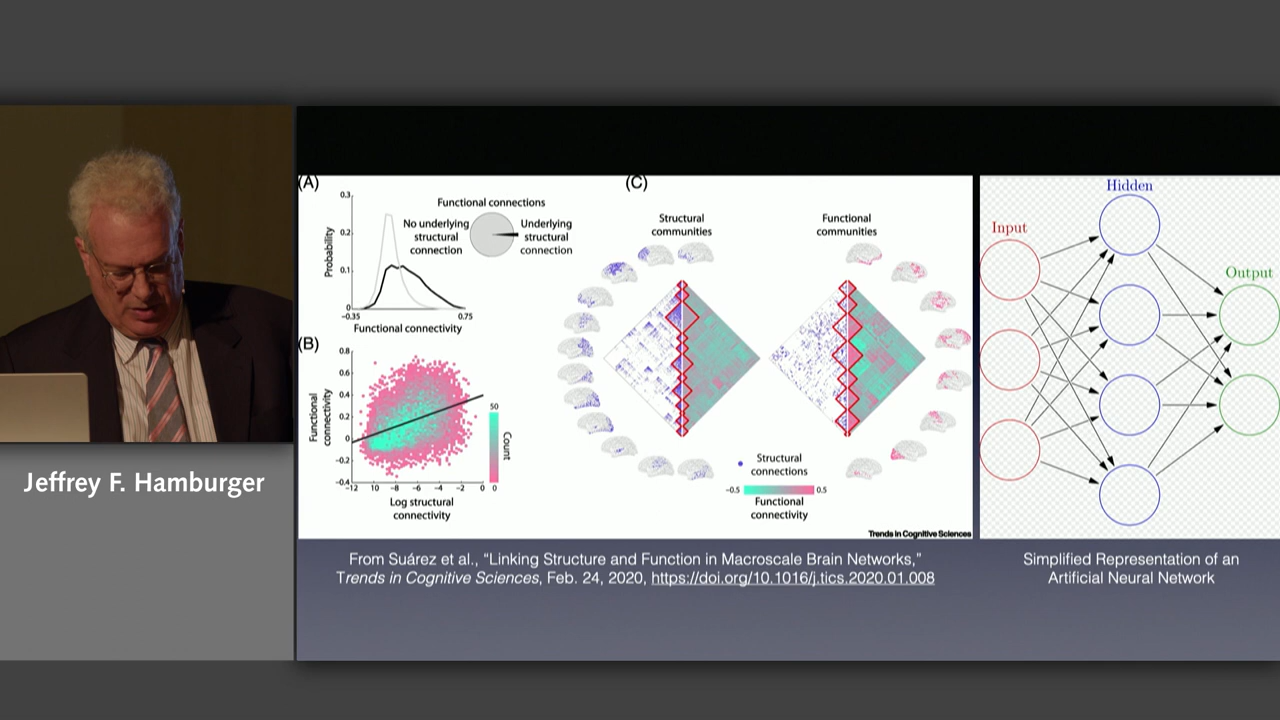 Jeffrey F. Hamburger
(A)
Functional connections
No underlying
structural
connection
Underlying
structural
connection
Probability
0.3
0.2
0.1
0
−0.35
0.75
Functional connectivity
(B)
Functional
connectivity
0.8
0.6
0.4
0.2
0
−0.2
−0.4
−12 10 −8 −6 −4 −2 0
Log structural
connectivity
50
Count
0
(C)
Structural
communities
Functional
communities
Structural
connections
−0.5 0.5
Functional
connectivity
Trends in Cognitive Sciences
Input
Hidden
Output
From Suárez et al., “Linking Structure and Function in Macroscale Brain Networks,”
Trends in Cognitive Sciences, Feb. 24, 2020, https://doi.org/10.1016/j.tics.2020.01.008
Simplified Representation of an
Artificial Neural Network